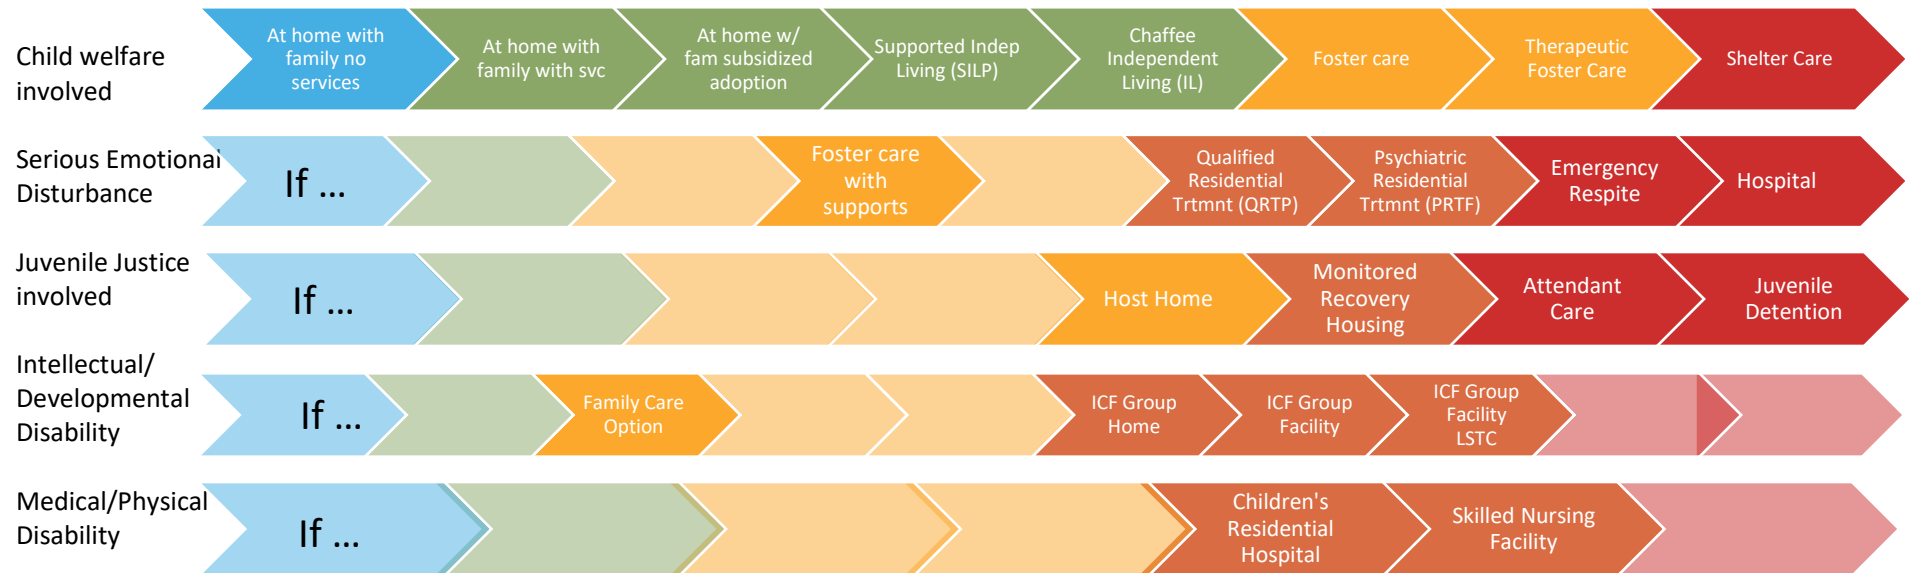 Child welfare
involved
At home with
family no
services
At home with
family with svc
At home w/
fam subsidized
adoption
Supported Indep
Living (SILP)
Chaffee
Independent
Living (IL)
Foster care
Therapeutic
Foster Care
Shelter Care
Serious Emotional
Disturbance
If ...
Foster care
with
supports
Qualified
Residential
Trtmnt (QRTP)
Psychiatric
Residential
Trtmnt (PRTF)
Emergency
Respite
Hospital
Juvenile Justice
involved
If ...
Host Home
Monitored
Recovery
Housing
Attendant
Care
Juvenile
Detention
Intellectual/
Developmental
Disability
If ...
Family Care
Option
ICF Group
Home
ICF Group
Facility
ICF Group
Facility
LSTC
Medical/Physical
Disability
If ...
Children's
Residential
Hospital
Skilled Nursing
Facility